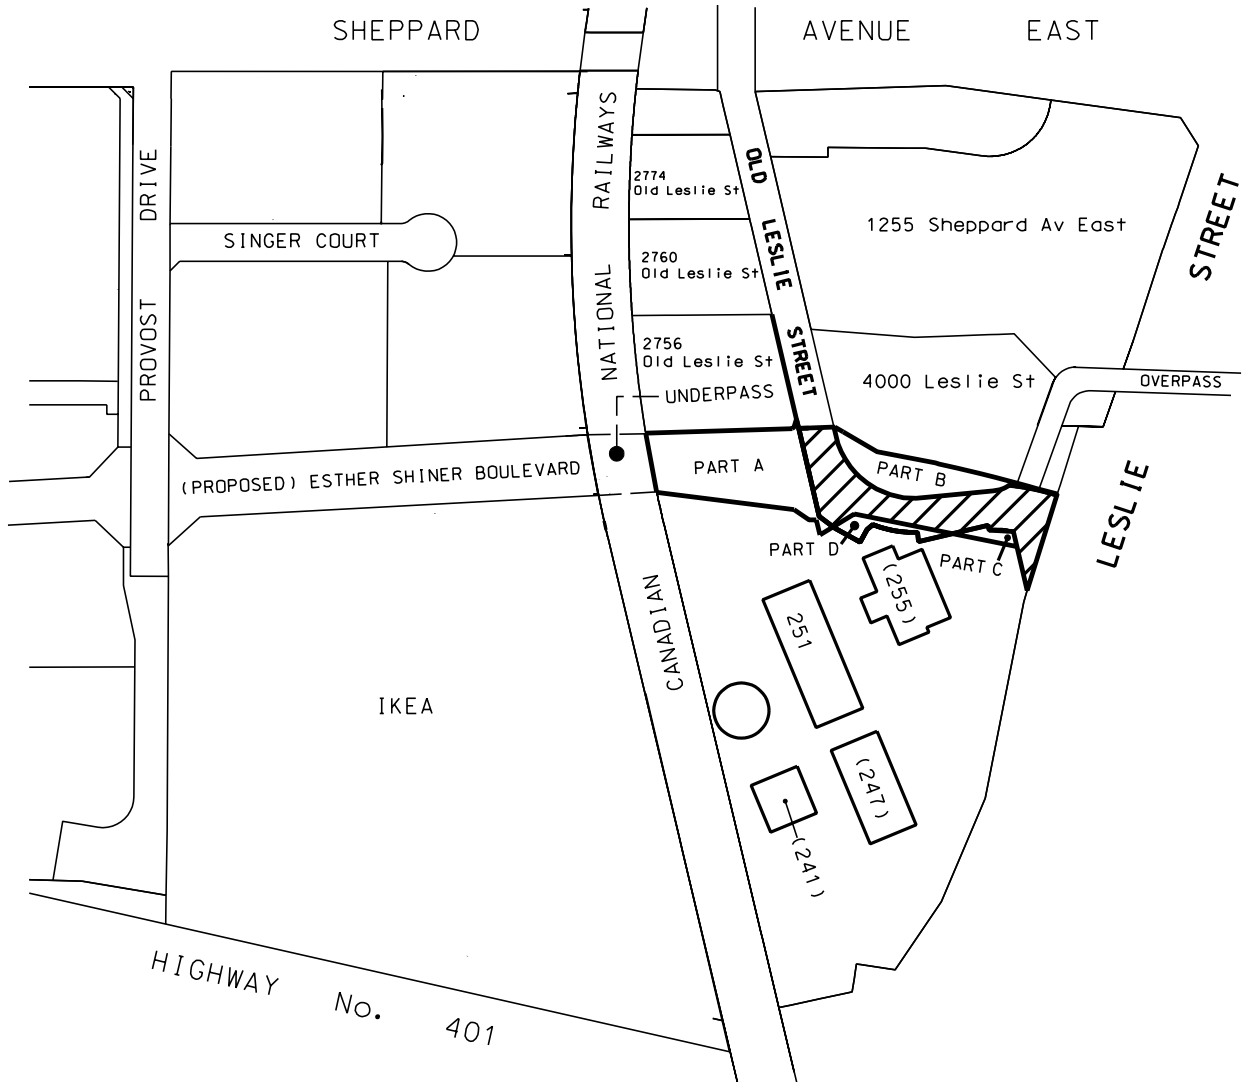 SHEPPARD AVENUE EAST
PROVOST DRIVE
SINGER COURT
CANADIAN NATIONAL RAILWAYS
2774
Old Leslie St
2760
Old Leslie St
2756
Old Leslie St
OLD LESLIE STREET
1255 Sheppard Av East
4000 Leslie St
OVERPASS
LESLIE STREET
UNDERPASS
(PROPOSED) ESTHER SHINER BOULEVARD
PART A
PART B
PART D
PART C
(255)
251
(247)
(241)
IKEA
HIGHWAY No. 401